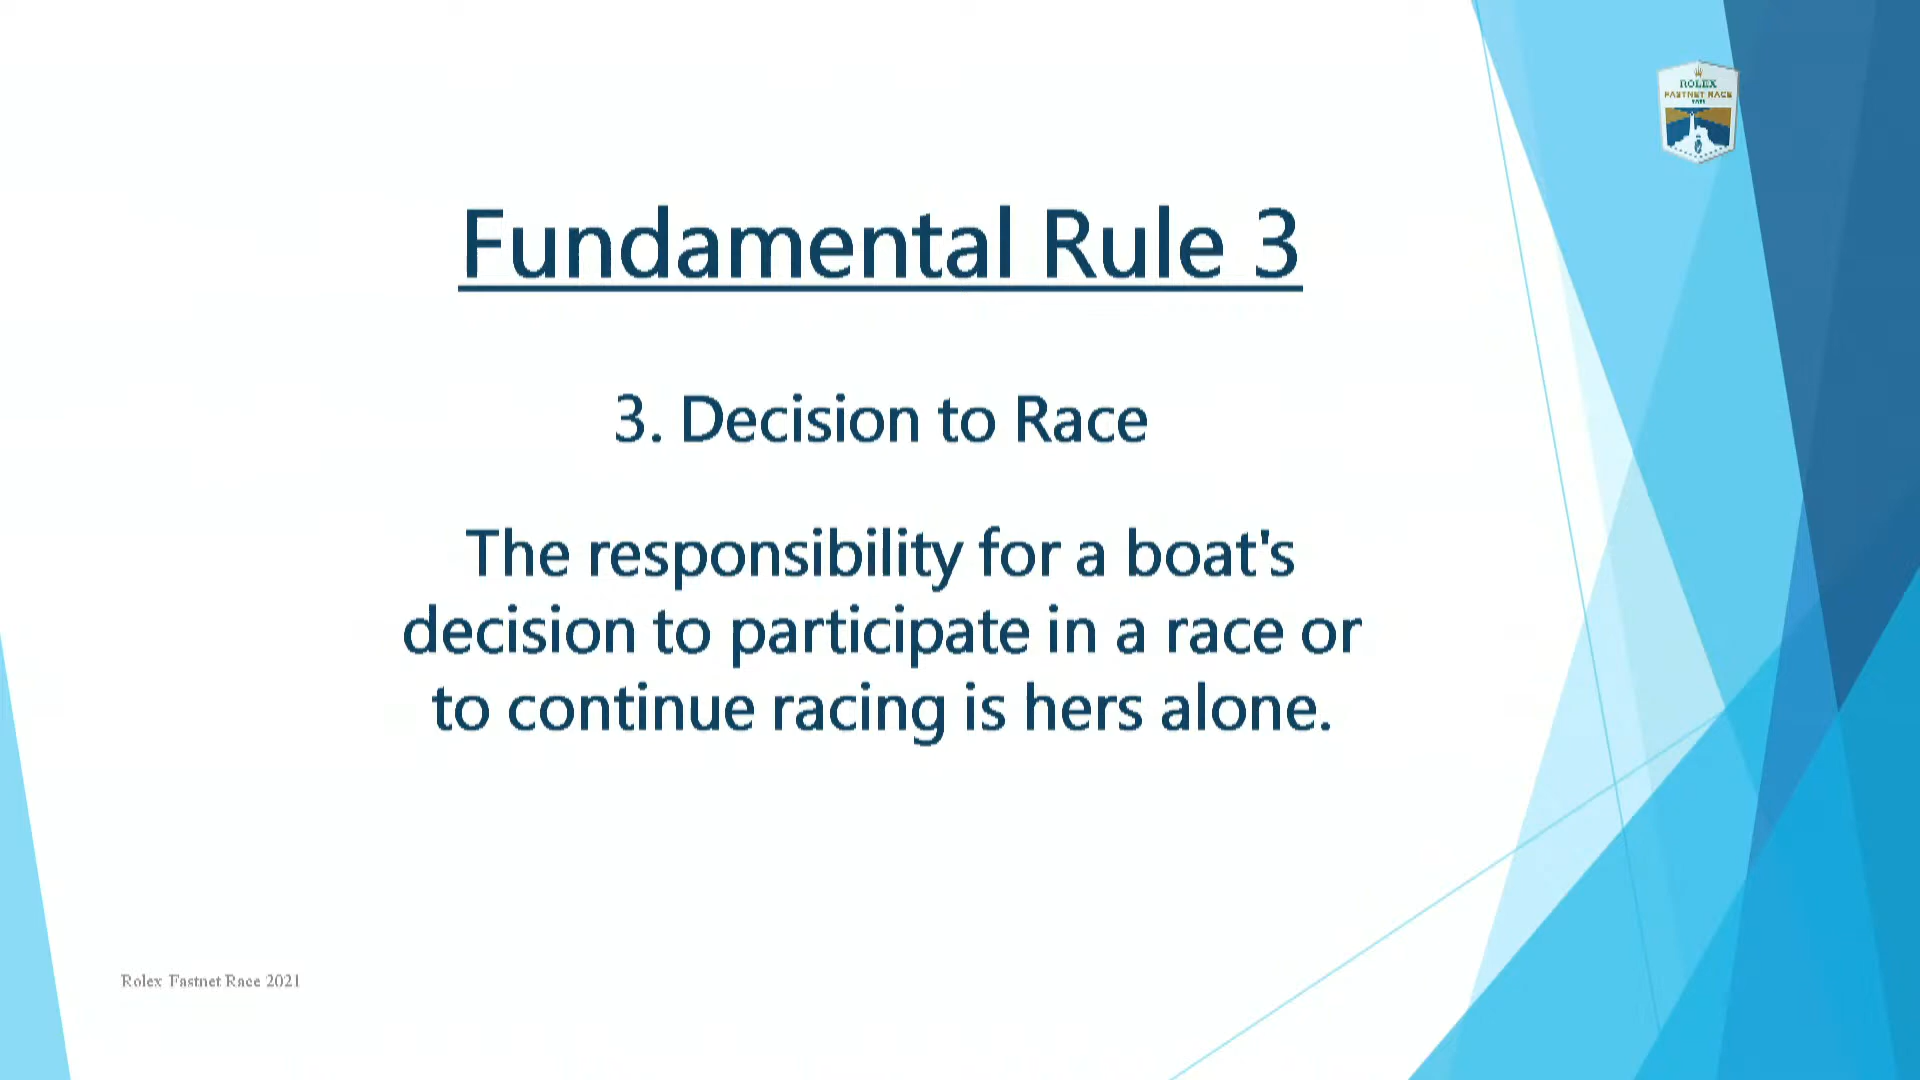 ROLEX
FASTNET RACE
Fundamental Rule 3
3. Decision to Race
The responsibility for a boat's
decision to participate in a race or
to continue racing is hers alone.
Rolex Fastnet Race 2021